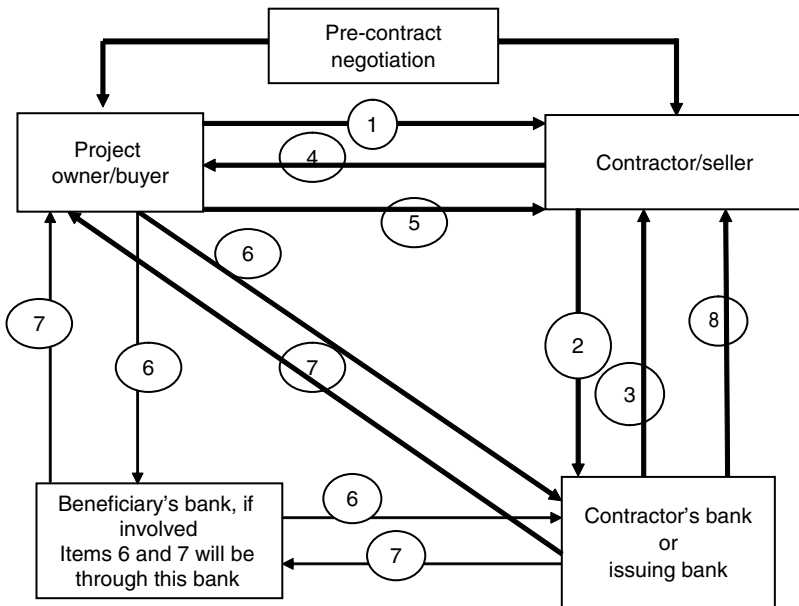 Pre-contract
negotiation
1
Project
owner/buyer
4
Contractor/seller
5
6
7
6
7
2
3
8
Beneficiary's bank, if
involved
Items 6 and 7 will be
through this bank
6
7
Contractor's bank
or
issuing bank